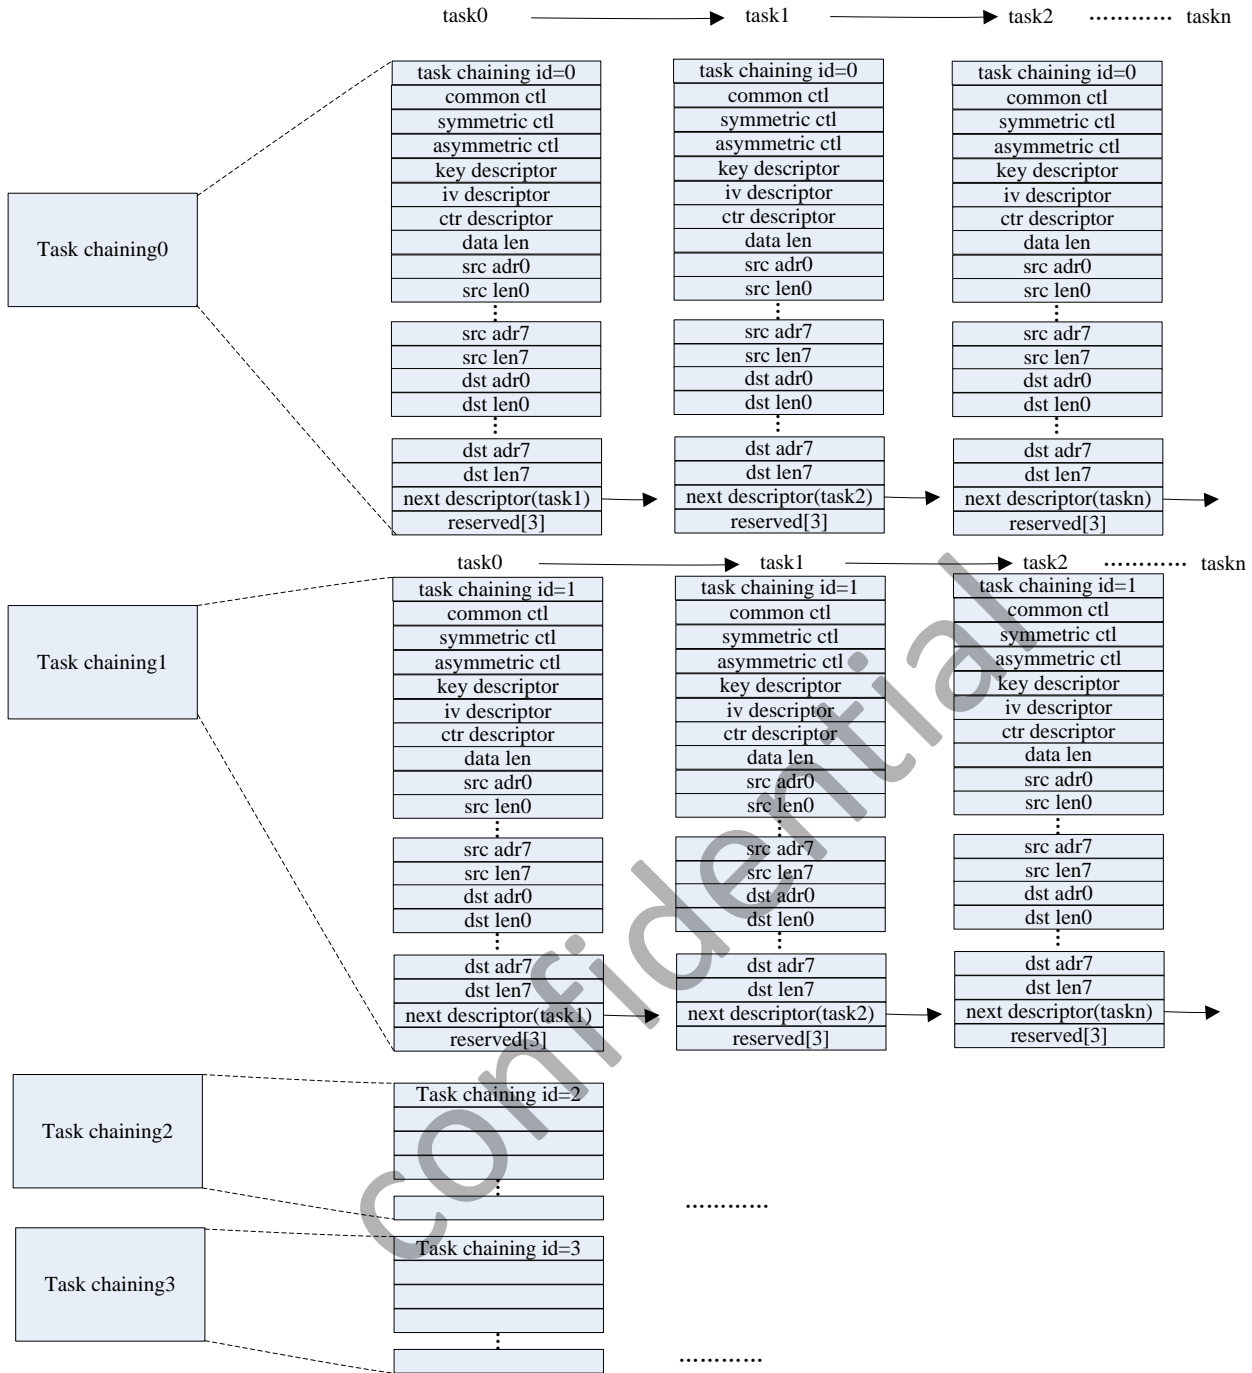 task0 task1 task2 ............ taskn
task chaining id=0 task chaining id=0 task chaining id=0
common ctl common ctl common ctl
symmetric ctl symmetric ctl symmetric ctl
asymmetric ctl asymmetric ctl asymmetric ctl
key descriptor key descriptor key descriptor
iv descriptor iv descriptor iv descriptor
ctr descriptor ctr descriptor ctr descriptor
Task chaining0
data len data len data len
src adr0 src adr0 src adr0
src len0 src len0 src len0
src adr7 src adr7 src adr7
src len7 src len7 src len7
dst adr0 dst adr0 dst adr0
dst len0 dst len0 dst len0
dst adr7 dst adr7 dst adr7
dst len7 dst len7 dst len7
next descriptor(task1) next descriptor(task2) next descriptor(taskn)
reserved[3] reserved[3] reserved[3]
task0 task1 task2 ............ taskn
task chaining id=1 task chaining id=1 task chaining id=1
common ctl common ctl common ctl
symmetric ctl symmetric ctl symmetric ctl
Task chaining1
asymmetric ctl asymmetric ctl asymmetric ctl
key descriptor key descriptor key descriptor
iv descriptor iv descriptor iv descriptor
ctr descriptor ctr descriptor ctr descriptor
data len data len data len
src adr0 src adr0 src adr0
src len0 src len0 src len0
src adr7 src adr7 src adr7
src len7 src len7 src len7
dst adr0 dst adr0 dst adr0
dst len0 dst len0 dst len0
dst adr7 dst adr7 dst adr7
dst len7 dst len7 dst len7
next descriptor(task1) next descriptor(task2) next descriptor(taskn)
reserved[3] reserved[3] reserved[3]
Task chaining2
Task chaining id=2
............
Task chaining3
Task chaining id=3
............
confidential